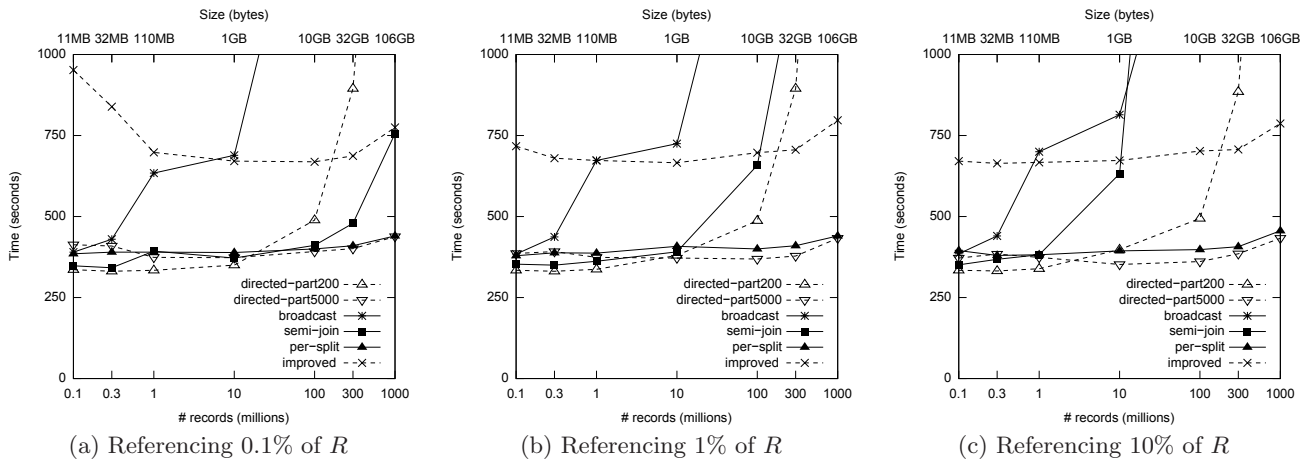 Size (bytes)
11MB 32MB 110MB 1GB 10GB 32GB 106GB
1000
750
500
250
0
Time (seconds)
directed-part200
directed-part5000
broadcast
semi-join
per-split
improved
0.1 0.3 1 10 100 300 1000
# records (millions)
(a) Referencing 0.1% of R
Size (bytes)
11MB 32MB 110MB 1GB 10GB 32GB 106GB
1000
750
500
250
0
Time (seconds)
directed-part200
directed-part5000
broadcast
semi-join
per-split
improved
0.1 0.3 1 10 100 300 1000
# records (millions)
(b) Referencing 1% of R
Size (bytes)
11MB 32MB 110MB 1GB 10GB 32GB 106GB
1000
750
500
250
0
Time (seconds)
directed-part200
directed-part5000
broadcast
semi-join
per-split
improved
0.1 0.3 1 10 100 300 1000
# records (millions)
(c) Referencing 10% of R